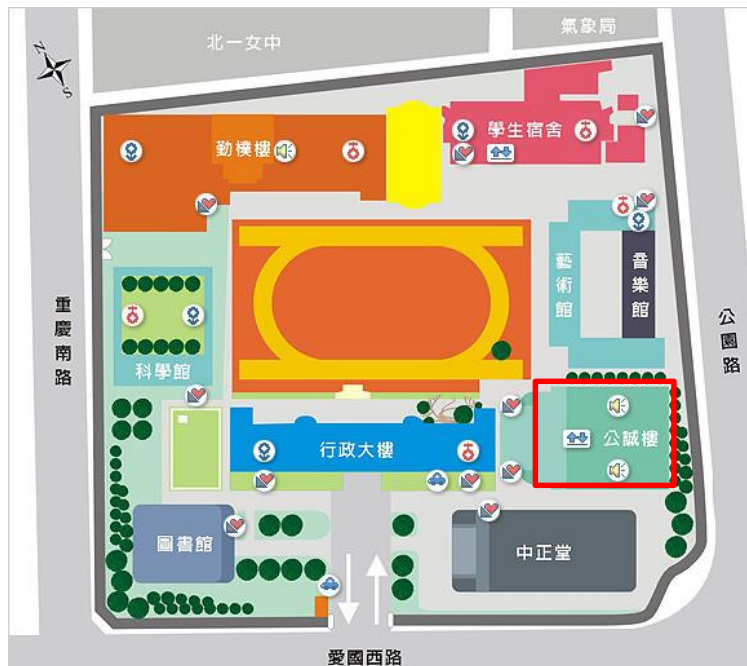 北一女中
氣象局
N
S
勤樸樓
學生宿舍
藝術館
音樂館
重慶南路
公園路
科學館
行政大樓
公誠樓
圖書館
中正堂
愛國西路